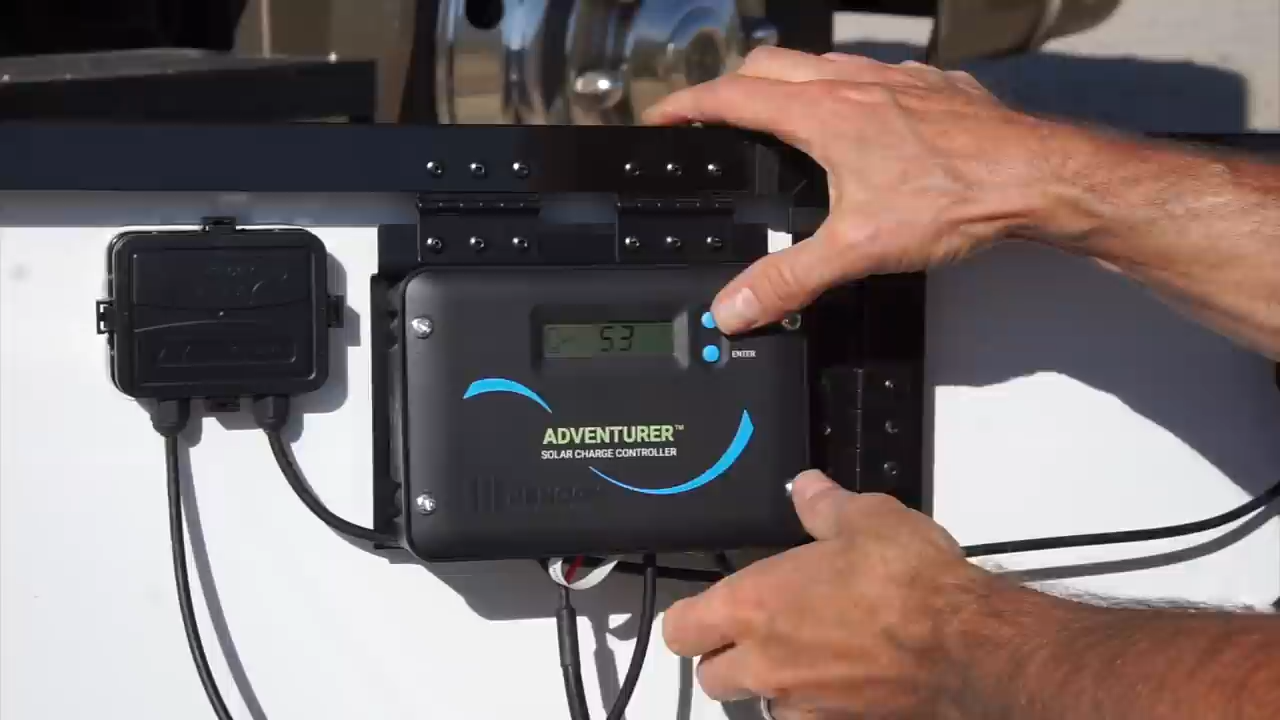 53
ENTER
ADVENTURER™
SOLAR CHARGE CONTROLLER